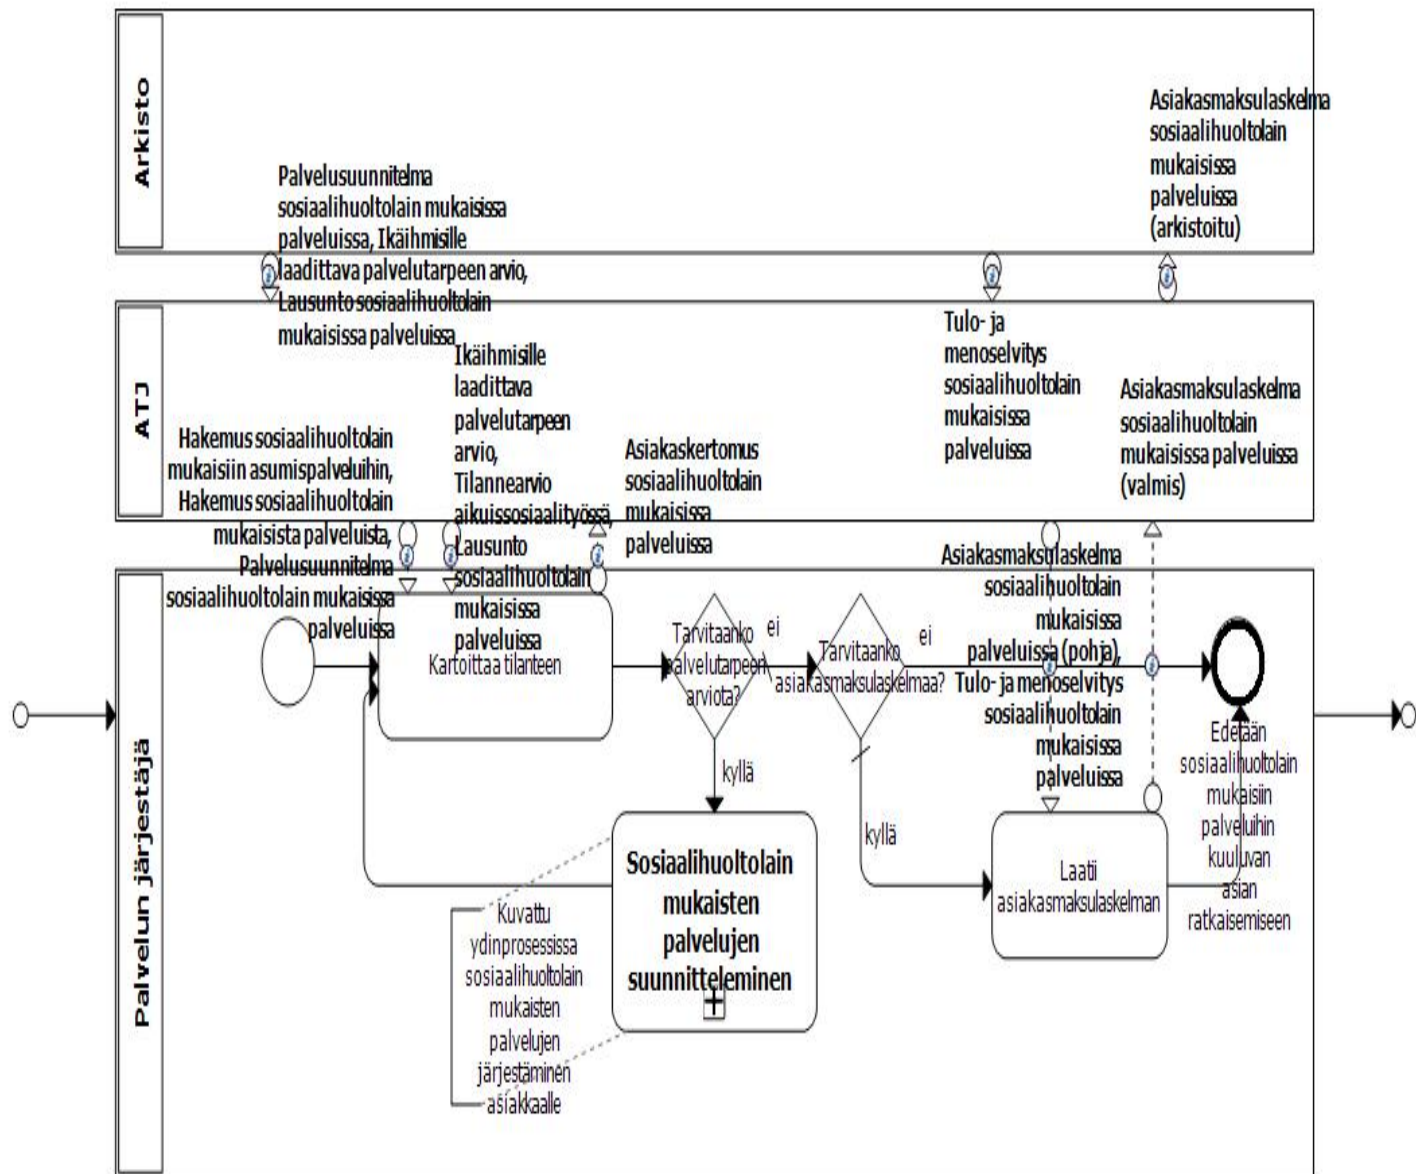 Arkisto
Palvelusuunnitelma
sosiaalihuoltolain mukaisissa
palveluissa, Ikäihmisille
laadittava palvelutarpeen arvio,
Lausunto sosiaalihuoltolain
mukaisissa palveluissa
Asiakasmaksulaskelma
sosiaalihuoltolain
mukaisissa
palveluissa
(arkistoitu)
ATJ
Hakemus sosiaalihuoltolain
mukaisiin asumispalveluihin,
Hakemus sosiaalihuoltolain
mukaisista palveluista,
Palvelusuunnitelma
sosiaalihuoltolain mukaisissa
palveluissa
Ikäihmisille
laadittava
palvelutarpeen
arvio,
Tilannearvio
aikuissosiaalityössä,
Lausunto
sosiaalihuoltolain
mukaisissa
palveluissa
Asiakaskertomus
sosiaalihuoltolain
mukaisissa
palveluissa
Tulo- ja
menoselvitys
sosiaalihuoltolain
mukaisissa
palveluissa
Asiakasmaksulaskelma
sosiaalihuoltolain
mukaisissa palveluissa
(valmis)
Palvelun järjestäjä
Kartoittaa tilanteen
Tarvitaanko
palvelutarpeen
arviota?
ei
kyllä
Tarvitaanko
asiakasmaksulaskelmaa?
ei
kyllä
Asiakasmaksulaskelma
sosiaalihuoltolain
mukaisissa
palveluissa (pohja),
Tulo- ja menoselvitys
sosiaalihuoltolain
mukaisissa
palveluissa
Edetään
sosiaalihuoltolain
mukaisiin
palveluihin
kuuluvan
asian
ratkaisemiseen
Sosiaalihuoltolain
mukaisten
palvelujen
suunnitteleminen
Laatii
asiakasmaksulaskelman
Kuvattu
ydinprosessissa
sosiaalihuoltolain
mukaisten
palvelujen
järjestäminen
asiakkaalle